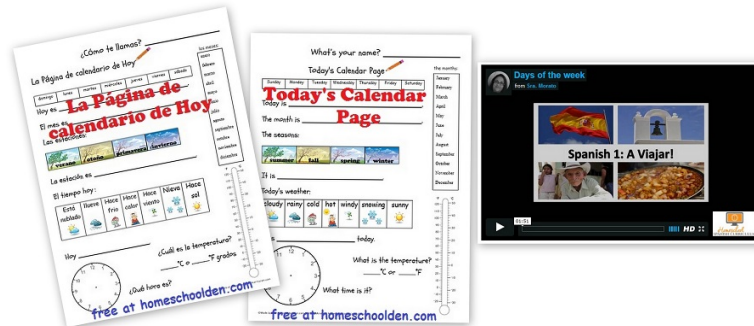 ¿Cómo te llamas?
La Página de calendario de Hoy
domingo lunes martes miércoles jueves viernes sábado
Hoy es
El mes es
Las estaciones:
La Página de
calendario de Hoy
verano otoño primavera invierno
La estación es
El tiempo hoy:
Está nublado Llueve Hace frío Hace calor Hace viento Nieva Hace sol
Hoy
¿Cuál es la temperatura?
°C o °F grados
¿Qué hora es?
free at homeschoolden.com
los meses:
enero
febrero
marzo
abril
mayo
junio
julio
agosto
septiembre
octubre
noviembre
diciembre
What's your name?
Today's Calendar Page
Sunday Monday Tuesday Wednesday Thursday Friday Saturday
Today is
The month is
The seasons:
Today's Calendar
Page
summer fall spring winter
It is
Today's weather:
cloudy rainy cold hot windy snowing sunny
today.
What is the temperature?
°C or °F
What time is it?
free at homeschoolden.com
the months:
January
February
March
April
May
June
July
August
September
October
November
December
Days of the week
from Sra. Morato
Spanish 1: A Viajar!
01:51
HD